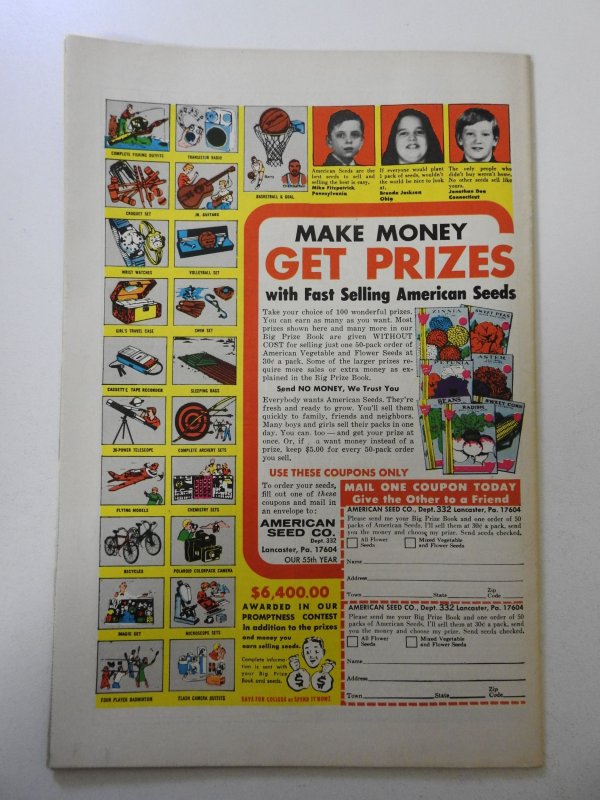 COMPLETE FISHING OUTFITS
TRANSISTOR RADIO
CROQUET SET
JR. GUITARS
WRIST WATCHES
VOLLEYBALL SET
GIRL'S TRAVEL CASE
CASSETTE TAPE RECORDER
SLEEPING BAGS
30-POWER TELESCOPE
COMPLETE ARCHERY SETS
FLYING MODELS
CHEMISTRY SETS
BICYCLES
POLAROID COLORPACK CAMERA
MAGIC SET
MICROSCOPE SETS
FOUR PLAYER BADMINTON
FLASH CAMERA OUTFITS
BASKETBALL & GOAL
American Seeds are the
best seeds to sell and
selling the best is easy.
Mike Fitzpatrick
Pennsylvania
If everyone would plant
1 pack of seeds, wouldn't
the world be nice to look
at.
Brenda Jackson
Ohio
The only people who
didn't buy weren't home.
No other seeds sell like
yours.
Jonathan Dae
Connecticut
MAKE MONEY
GET PRIZES
with Fast Selling American Seeds
Take your choice of 100 wonderful prizes.
You can earn as many as you want. Most
prizes shown here and many more in our
Big Prize Book are given WITHOUT
COST for selling just one 50-pack order of
American Vegetable and Flower Seeds at
30¢ a pack. Some of the larger prizes re-
quire more sales or extra money as ex-
plained in the Big Prize Book.
Send NO MONEY, We Trust You
Everybody wants American Seeds. They're
fresh and ready to grow. You'll sell them
quickly to family, friends and neighbors.
Many boys and girls sell their packs in one
day. You can, too — and get your prize at
once. Or, if a want money instead of a
prize, keep $5.00 for every 50-pack order
you sell.
ZINNIA
SWEET PEAS
PETUNIA
ASTER
BEANS
RADISH
SWEET CORN
USE THESE COUPONS ONLY
To order your seeds,
fill out one of these
coupons and mail in
an envelope to:
AMERICAN
SEED CO.
Dept. 332
Lancaster, Pa. 17604
OUR 55th YEAR
$6,400.00
AWARDED IN OUR
PROMPTNESS CONTEST
in addition to the prizes
and money you
earn selling seeds.
Complete informa-
tion is sent with
your Big Prize
Book and seeds.
SAVE FOR COLLEGE or SPEND IT NOW!
MAIL ONE COUPON TODAY
Give the Other to a Friend
AMERICAN SEED CO., Dept. 332 Lancaster, Pa. 17604
Please send me your Big Prize Book and one order of 50
packs of American Seeds. I'll sell them at 30¢ a pack, send
you the money and choose my prize. Send seeds checked.
All Flower
Seeds
Mixed Vegetable
and Flower Seeds
Name
Address
Town State Zip Code
AMERICAN SEED CO., Dept. 332 Lancaster, Pa. 17604
Please send me your Big Prize Book and one order of 50
packs of American Seeds. I'll sell them at 30¢ a pack, send
you the money and choose my prize. Send seeds checked.
All Flower
Seeds
Mixed Vegetable
and Flower Seeds
Name
Address
Town State Zip Code